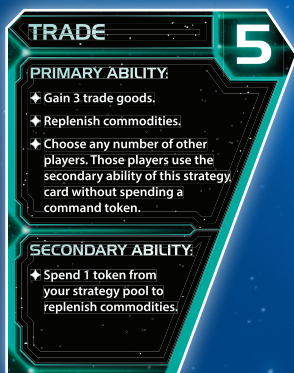 TRADE
5
PRIMARY ABILITY:
Gain 3 trade goods.
Replenish commodities.
Choose any number of other
players. Those players use the
secondary ability of this strategy
card without spending a
command token.
SECONDARY ABILITY:
Spend 1 token from
your strategy pool to
replenish commodities.